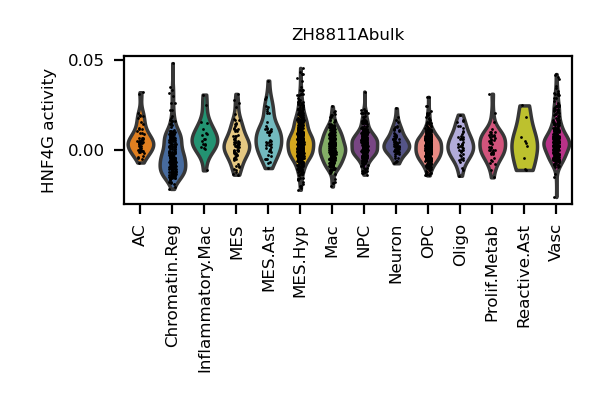 ZH8811Abulk
HNF4G activity
0.05
0.00
AC
Chromatin.Reg
Inflammatory.Mac
MES
MES.Ast
MES.Hyp
Mac
NPC
Neuron
OPC
Oligo
Prolif.Metab
Reactive.Ast
Vasc